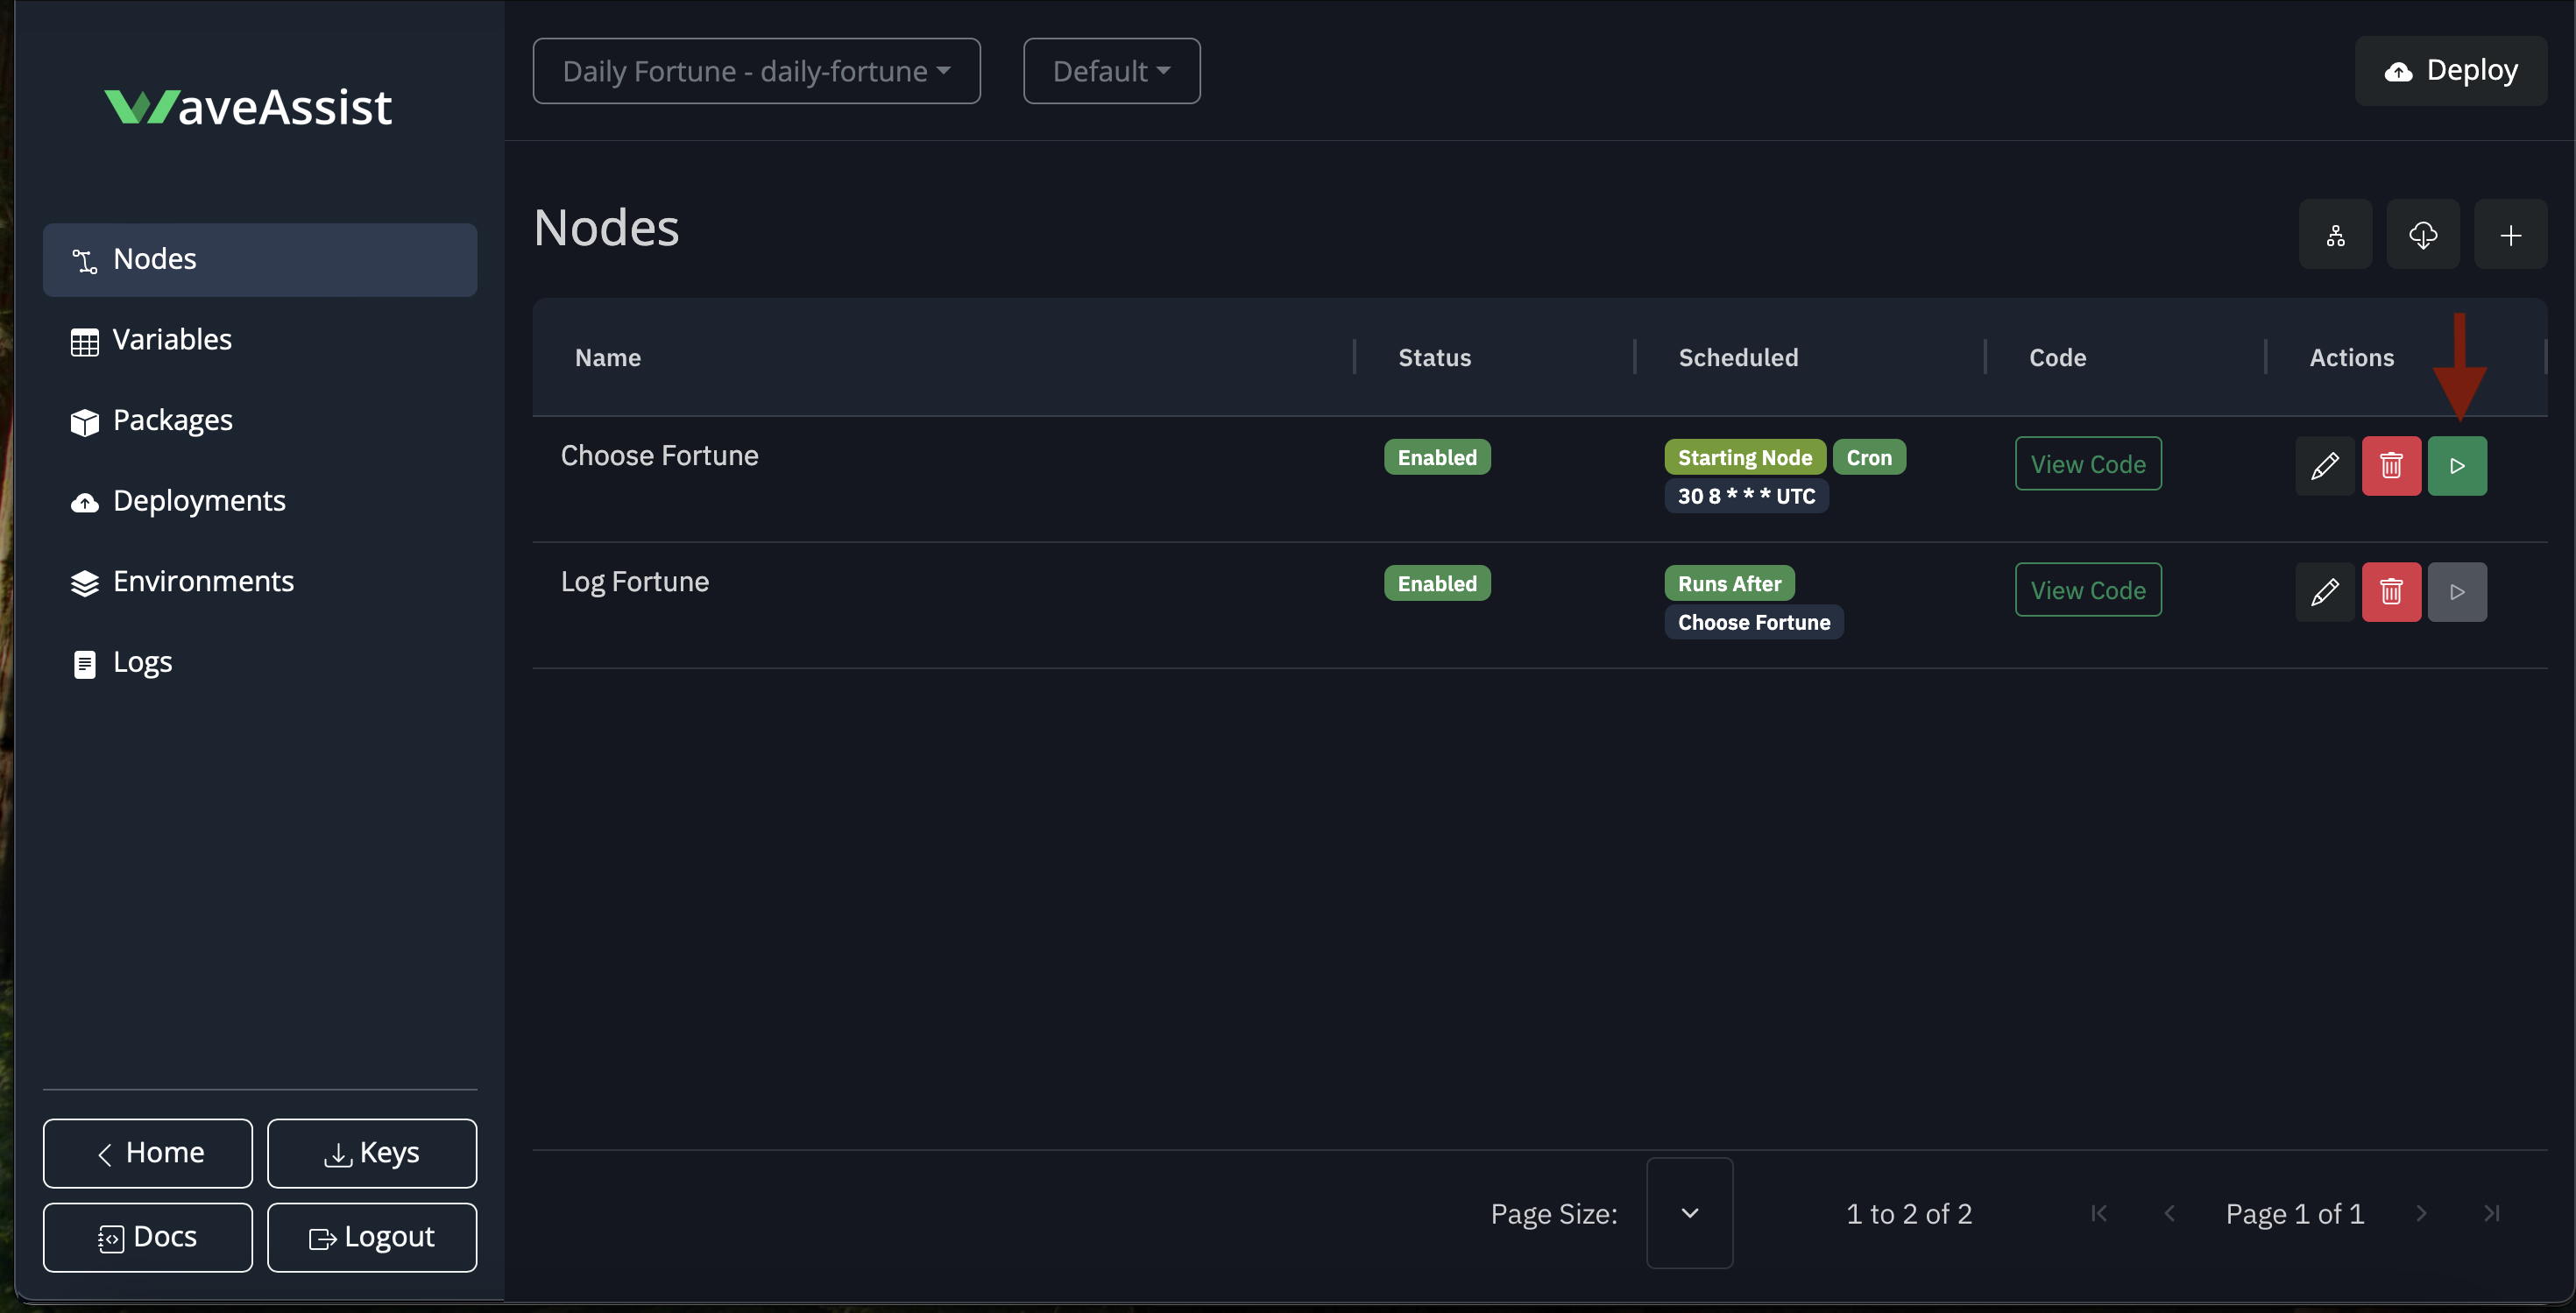 WaveAssist
Daily Fortune - daily-fortune
Default
Deploy
Nodes
Variables
Packages
Deployments
Environments
Logs
Home
Keys
Docs
Logout
Nodes
Name
Status
Scheduled
Code
Actions
Choose Fortune
Enabled
Starting Node
Cron
30 8 * * * UTC
View Code
Log Fortune
Enabled
Runs After
Choose Fortune
View Code
Page Size:
1 to 2 of 2
Page 1 of 1